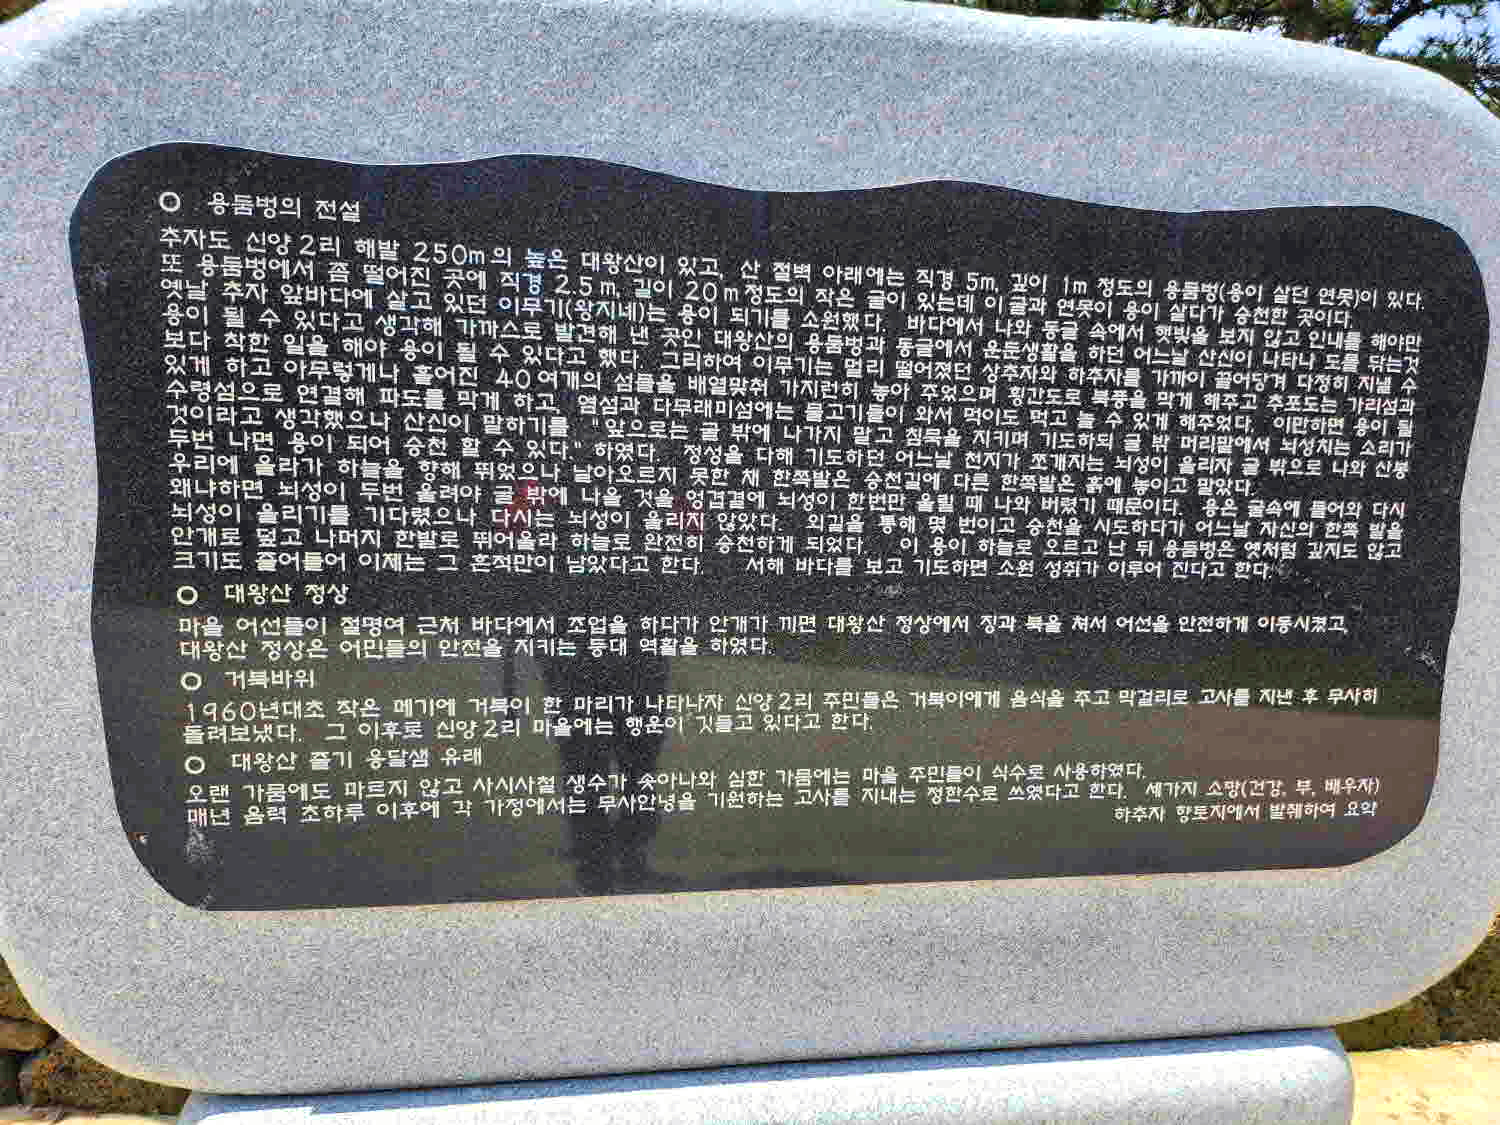 ○ 용둠벙의 전설
추자도 신양2리 해발 250m의 높은 대왕산이 있고, 산 절벽 아래에는 직경 5m, 깊이 1m 정도의 용둠벙(용이 살던 연못)이 있다.
또 용둠벙에서 좀 떨어진 곳에 직경 2.5m, 길이 20m정도의 작은 굴이 있는데 이 굴과 연못이 용이 살다가 승천한 곳이다.
옛날 추자 앞바다에 살고 있던 이무기(왕지네)는 용이 되기를 소원했다. 바다에서 나와 동굴 속에서 햇빛을 보지 않고 인내를 해야만
용이 될 수 있다고 생각해 가까스로 발견해 낸 곳인 대왕산의 용둠벙과 동굴에서 운둔생활을 하던 어느날 산신이 나타나 도를 닦는것
보다 착한 일을 해야 용이 될 수 있다고 했다. 그리하여 이무기는 멀리 떨어졌던 상추자와 하추자를 가까이 끌어당겨 다정히 지낼 수
있게 하고 아무렇게나 흩어진 40여개의 섬들을 배열맞춰 가지런히 놓아 주었으며 횡간도로 북풍을 막게 해주고 추포도는 가리섬과
수령섬으로 연결해 파도를 막게 하고, 염섬과 다무래미섬에는 물고기들이 와서 먹이도 먹고 놀 수 있게 해주었다. 이만하면 용이 될
것이라고 생각했으나 산신이 말하기를 "앞으로는 굴 밖에 나가지 말고 침묵을 지키며 기도하되 굴 밖 머리맡에서 뇌성치는 소리가
두번 나면 용이 되어 승천 할 수 있다." 하였다. 정성을 다해 기도하던 어느날 천지가 쪼개지는 뇌성이 울리자 굴 밖으로 나와 산봉
우리에 올라가 하늘을 향해 뛰었으나 날아오르지 못한 채 한쪽발은 승천길에 다른 한쪽발은 흙에 놓이고 말았다.
왜냐하면 뇌성이 두번 울려야 굴 밖에 나올 것을 엉겁결에 뇌성이 한번만 울릴 때 나와 버렸기 때문이다. 용은 굴속에 들어와 다시
뇌성이 울리기를 기다렸으나 다시는 뇌성이 울리지 않았다. 외길을 통해 몇 번이고 승천을 시도하다가 어느날 자신의 한쪽 발을
안개로 덮고 나머지 한발로 뛰어올라 하늘로 완전히 승천하게 되었다. 이 용이 하늘로 오르고 난 뒤 용둠벙은 옛처럼 깊지도 않고
크기도 줄어들어 이제는 그 흔적만이 남았다고 한다. 서해 바다를 보고 기도하면 소원 성취가 이루어 진다고 한다.
○ 대왕산 정상
마을 어선들이 절명여 근처 바다에서 조업을 하다가 안개가 끼면 대왕산 정상에서 징과 북을 쳐서 어선을 안전하게 이동시켰고,
대왕산 정상은 어민들의 안전을 지키는 등대 역활을 하였다.
○ 거북바위
1960년대초 작은 메기에 거북이 한 마리가 나타나자 신양2리 주민들은 거북이에게 음식을 주고 막걸리로 고사를 지낸 후 무사히
돌려보냈다. 그 이후로 신양2리 마을에는 행운이 깃들고 있다고 한다.
○ 대왕산 줄기 옹달샘 유래
오랜 가뭄에도 마르지 않고 사시사철 생수가 솟아나와 심한 가뭄에는 마을 주민들이 식수로 사용하였다.
매년 음력 초하루 이후에 각 가정에서는 무사안녕을 기원하는 고사를 지내는 정한수로 쓰였다고 한다. 세가지 소망(건강, 부, 배우자)
하추자 향토지에서 발췌하여 요약